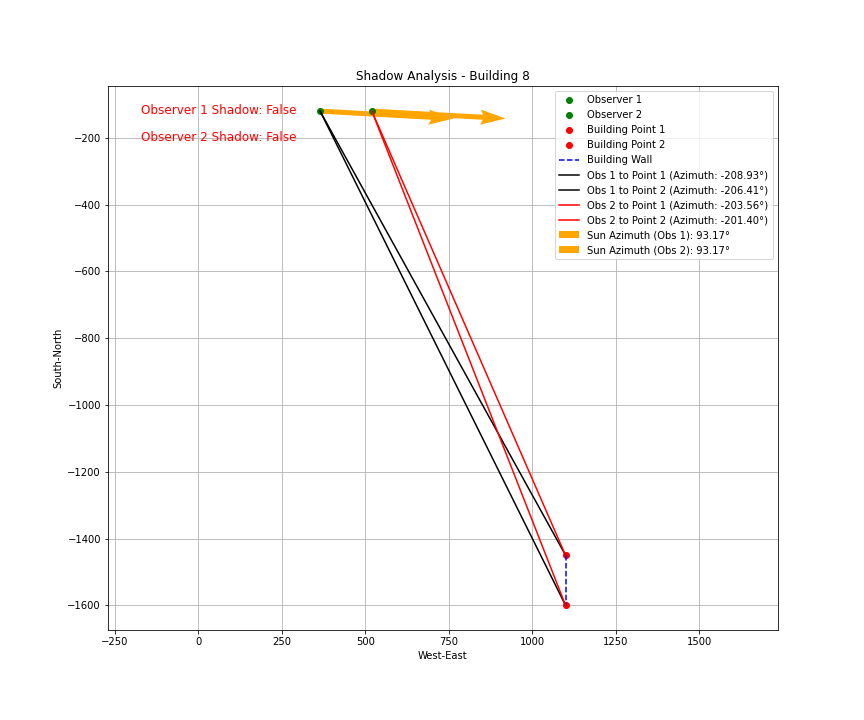 Shadow Analysis - Building 8
Observer 1 Shadow: False
Observer 2 Shadow: False
Observer 1
Observer 2
Building Point 1
Building Point 2
Building Wall
Obs 1 to Point 1 (Azimuth: -208.93°)
Obs 1 to Point 2 (Azimuth: -206.41°)
Obs 2 to Point 1 (Azimuth: -203.56°)
Obs 2 to Point 2 (Azimuth: -201.40°)
Sun Azimuth (Obs 1): 93.17°
Sun Azimuth (Obs 2): 93.17°
South-North
−200
−400
−600
−800
−1000
−1200
−1400
−1600
−250
0
250
500
750
1000
1250
1500
West-East